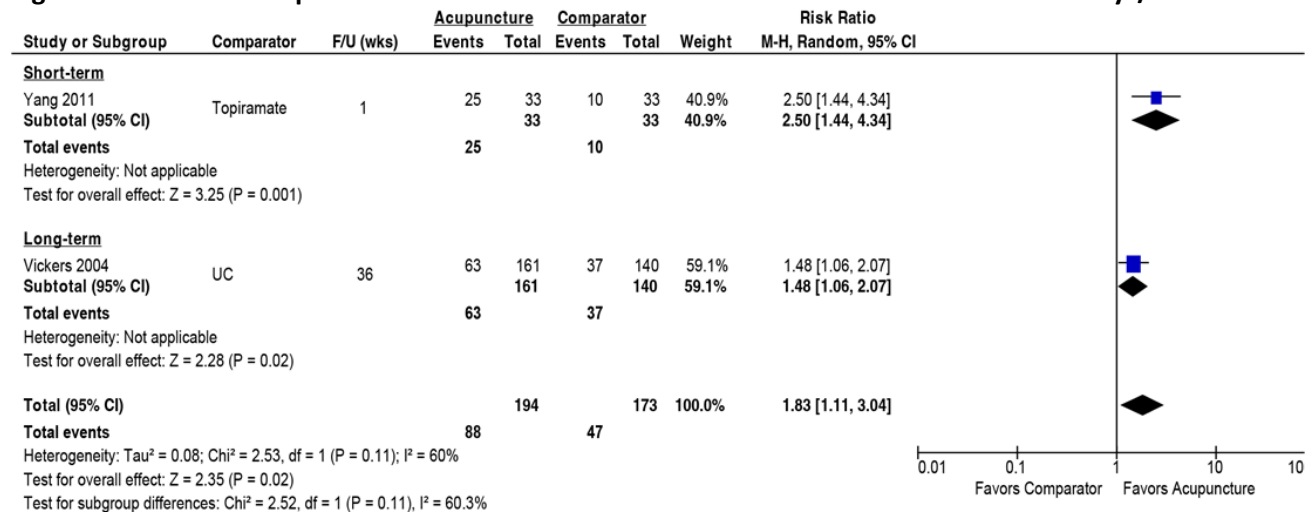 Acupuncture Comparator Risk Ratio
Study or Subgroup Comparator F/U (wks) Events Total Events Total Weight M-H, Random, 95% CI
Short-term
Yang 2011 Topiramate 1 25 33 10 33 40.9% 2.50 [1.44, 4.34]
Subtotal (95% CI) 33 33 40.9% 2.50 [1.44, 4.34]
Total events 25 10
Heterogeneity: Not applicable
Test for overall effect: Z = 3.25 (P = 0.001)
Long-term
Vickers 2004 UC 36 63 161 37 140 59.1% 1.48 [1.06, 2.07]
Subtotal (95% CI) 161 140 59.1% 1.48 [1.06, 2.07]
Total events 63 37
Heterogeneity: Not applicable
Test for overall effect: Z = 2.28 (P = 0.02)
Total (95% CI) 194 173 100.0% 1.83 [1.11, 3.04]
Total events 88 47
Heterogeneity: Tau² = 0.08; Chi² = 2.53, df = 1 (P = 0.11); I² = 60%
Test for overall effect: Z = 2.35 (P = 0.02)
Test for subgroup differences: Chi² = 2.52, df = 1 (P = 0.11), I² = 60.3%
0.01 0.1 1 10 10
Favors Comparator Favors Acupuncture